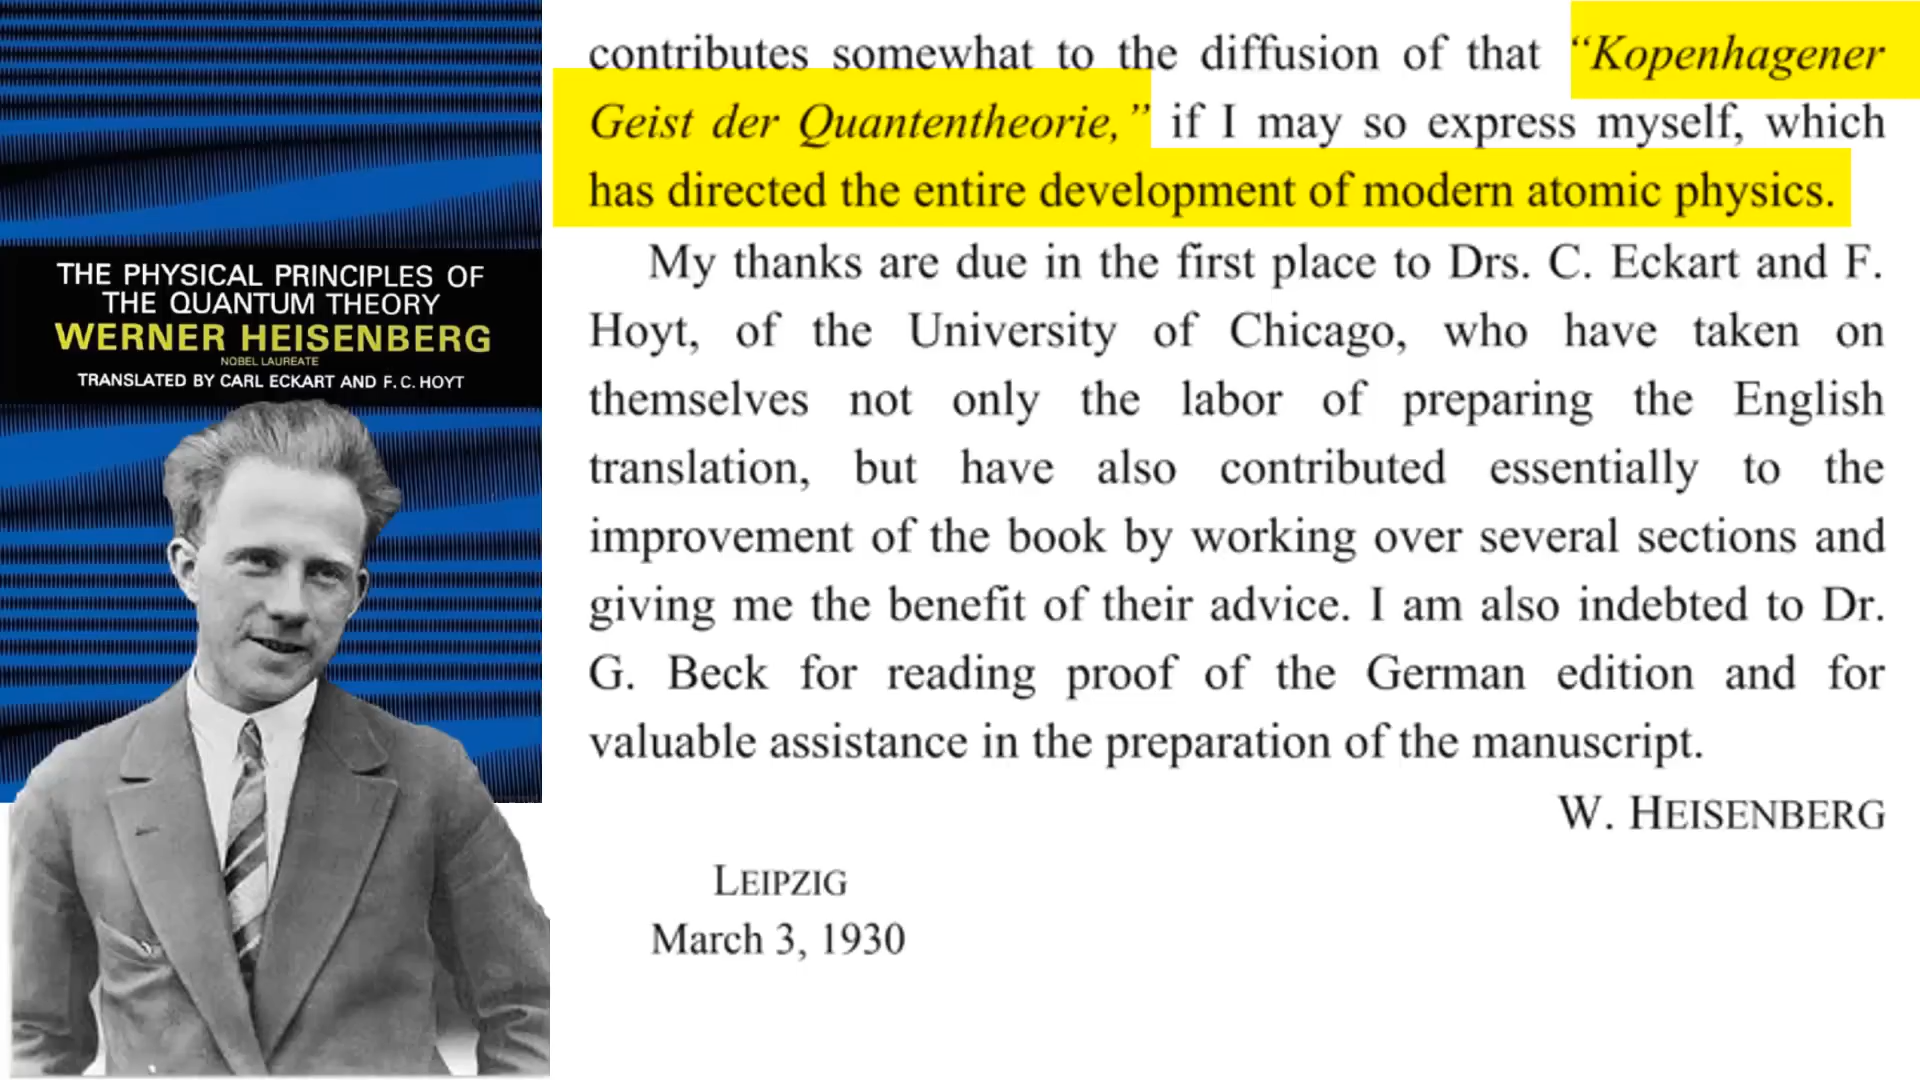 THE PHYSICAL PRINCIPLES OF
THE QUANTUM THEORY
WERNER HEISENBERG
NOBEL LAUREATE
TRANSLATED BY CARL ECKART AND F. C. HOYT
contributes somewhat to the diffusion of that “Kopenhagener
Geist der Quantentheorie,” if I may so express myself, which
has directed the entire development of modern atomic physics.
My thanks are due in the first place to Drs. C. Eckart and F.
Hoyt, of the University of Chicago, who have taken on
themselves not only the labor of preparing the English
translation, but have also contributed essentially to the
improvement of the book by working over several sections and
giving me the benefit of their advice. I am also indebted to Dr.
G. Beck for reading proof of the German edition and for
valuable assistance in the preparation of the manuscript.
W. HEISENBERG
LEIPZIG
March 3, 1930